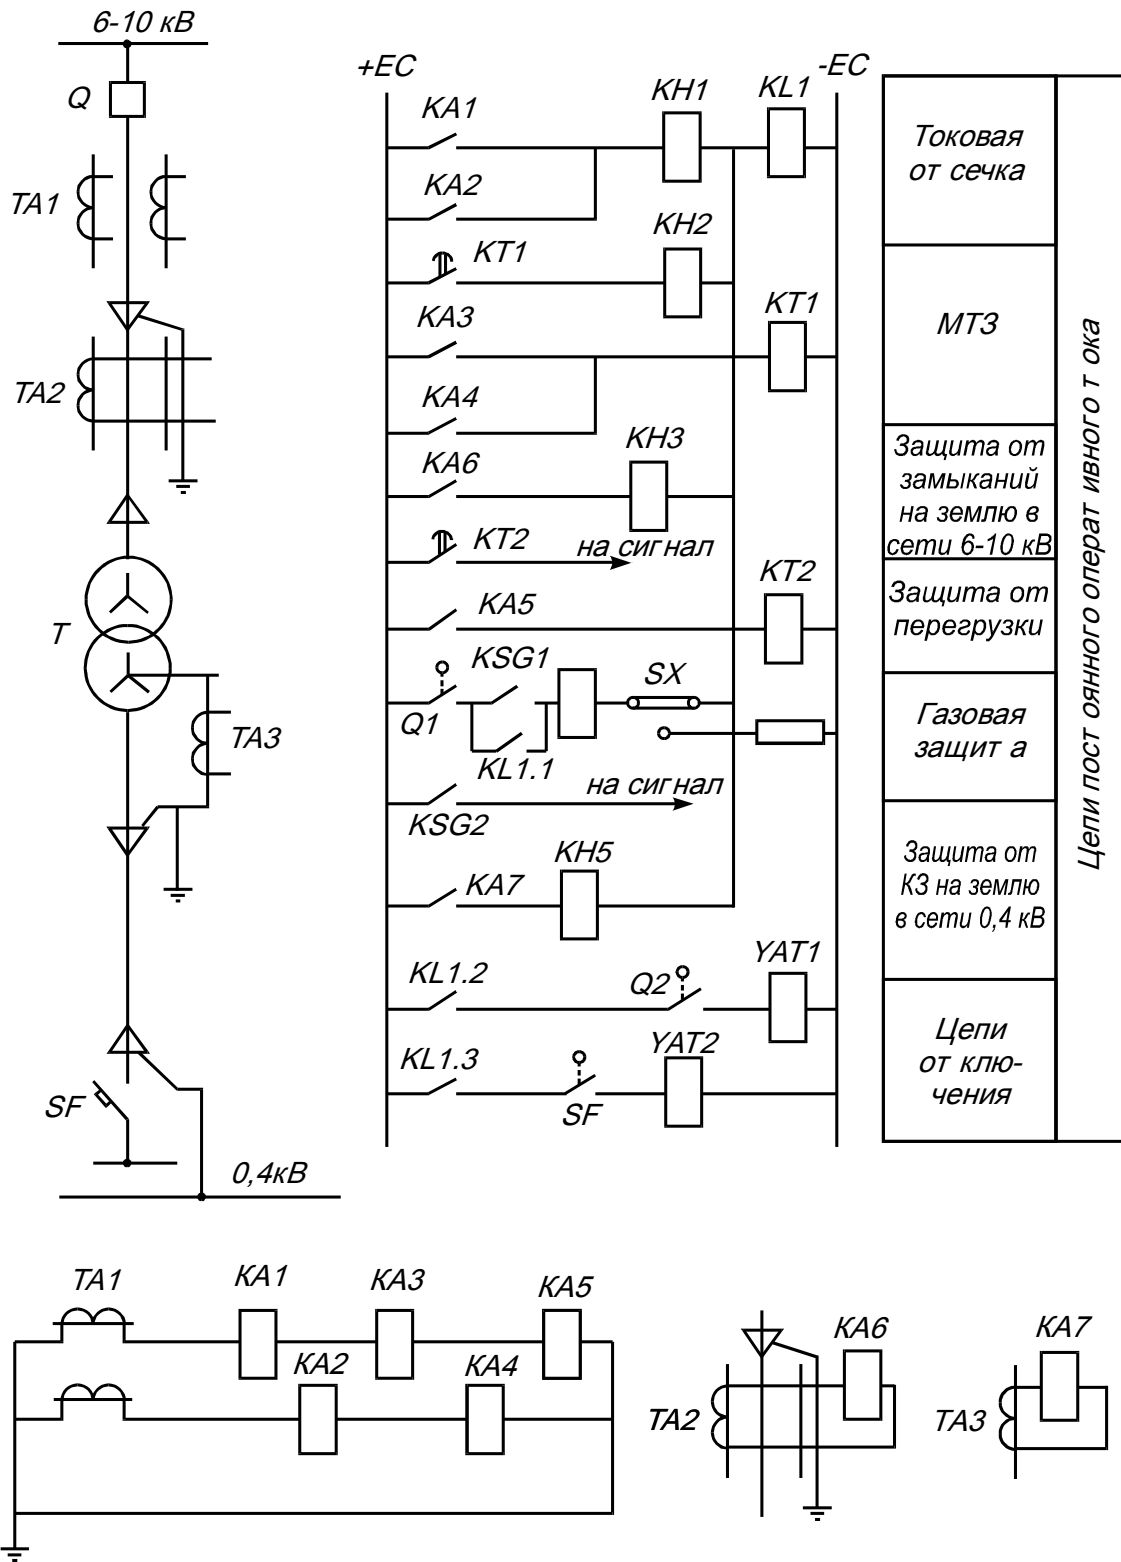 6-10 кВ
Q
TA1
TA2
T
TA3
SF
0,4кВ
+EC
-EC
KA1
KH1
KL1
KA2
KH2
KT1
KT1
KA3
KA4
KH3
KA6
KT2
на сигнал
KT2
KA5
KSG1
SX
Q1
KL1.1
на сигнал
KSG2
KH5
KA7
YAT1
KL1.2
Q2
YAT2
KL1.3
SF
Токовая
от сечка
МТЗ
Защита от
замыканий
на землю в
сети 6-10 кВ
Защита от
перегрузки
Газовая
защит а
Защита от
КЗ на землю
в сети 0,4 кВ
Цепи
от клю-
чения
Цепи пост оянного операт ивного т ока
TA1
KA1
KA3
KA5
KA2
KA4
KA6
TA2
KA7
TA3